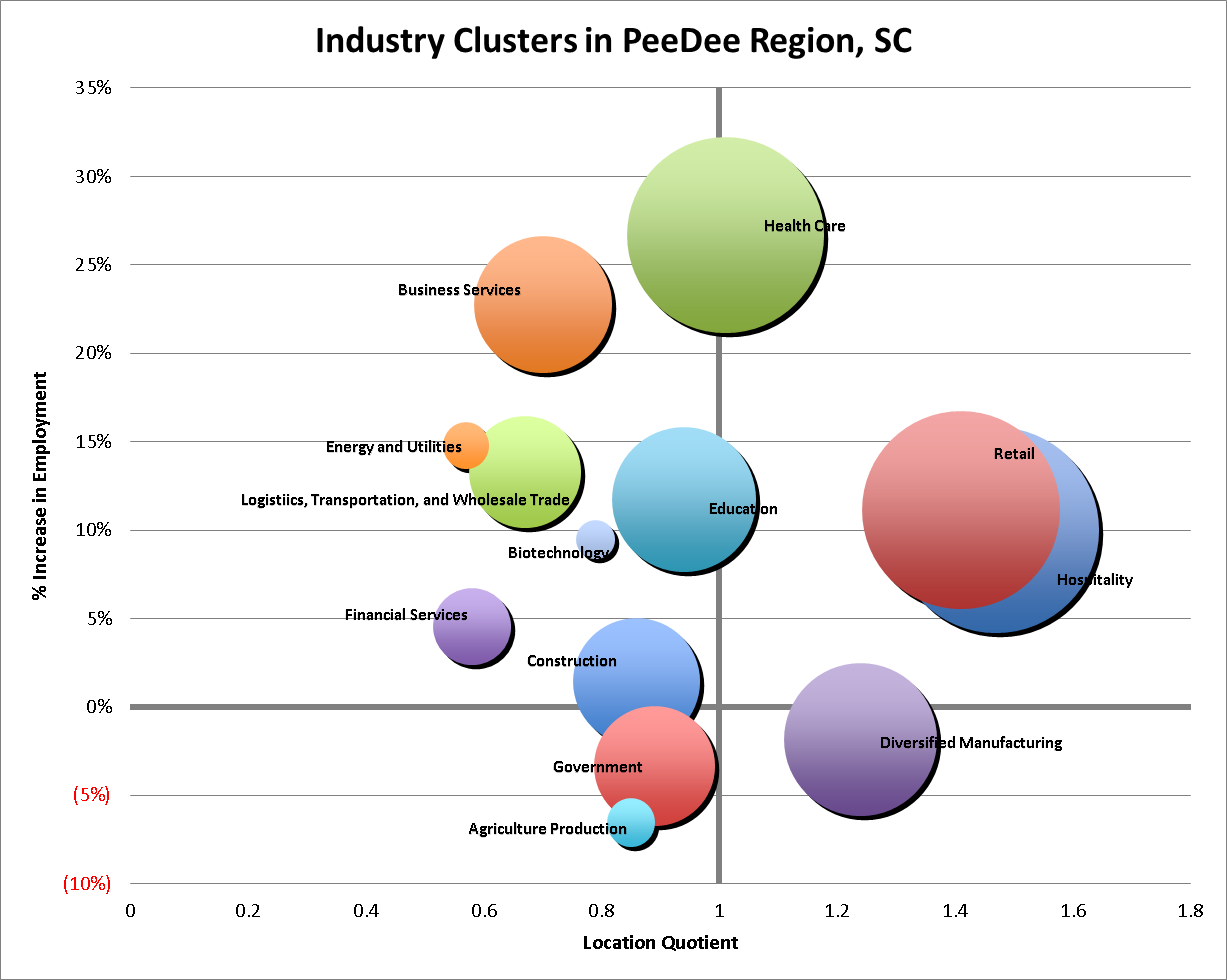 Industry Clusters in PeeDee Region, SC
35%
30%
25%
20%
15%
10%
5%
0%
(5%)
(10%)
% Increase in Employment
Health Care
Business Services
Energy and Utilities
Retail
Logistiics, Transportation, and Wholesale Trade
Education
Biotechnology
Hospitality
Financial Services
Construction
Diversified Manufacturing
Government
Agriculture Production
0 0.2 0.4 0.6 0.8 1 1.2 1.4 1.6 1.8
Location Quotient